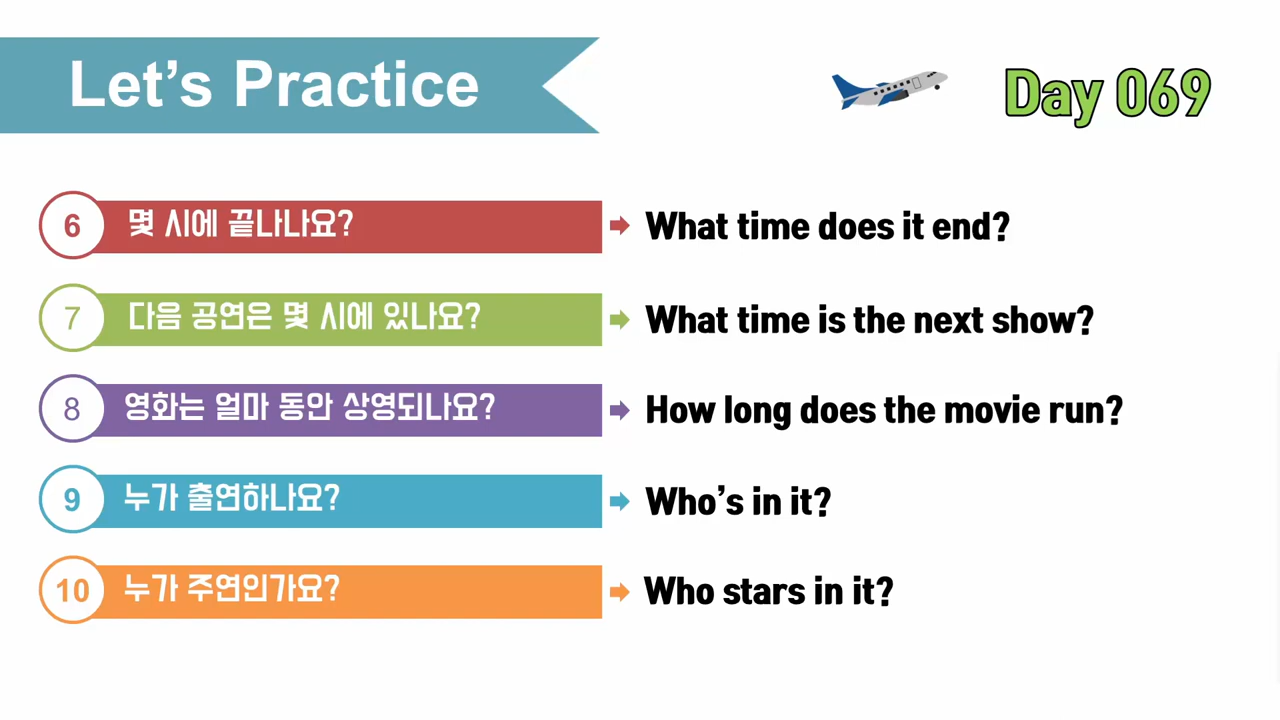 Let's Practice
Day 069
6 몇 시에 끝나나요? What time does it end?
7 다음 공연은 몇 시에 있나요? What time is the next show?
8 영화는 얼마 동안 상영되나요? How long does the movie run?
9 누가 출연하나요? Who's in it?
10 누가 주연인가요? Who stars in it?